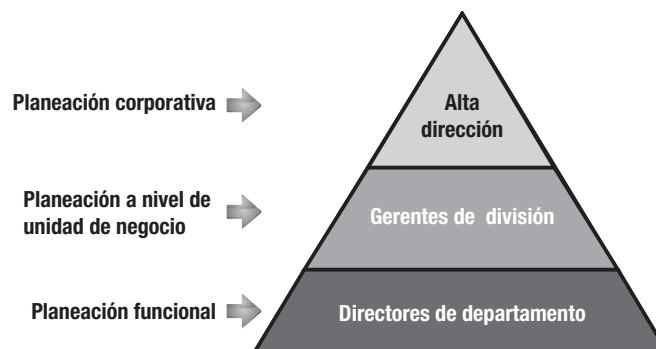 Planeación corporativa
Alta
dirección
Planeación a nivel de
unidad de negocio
Gerentes de división
Planeación funcional
Directores de departamento